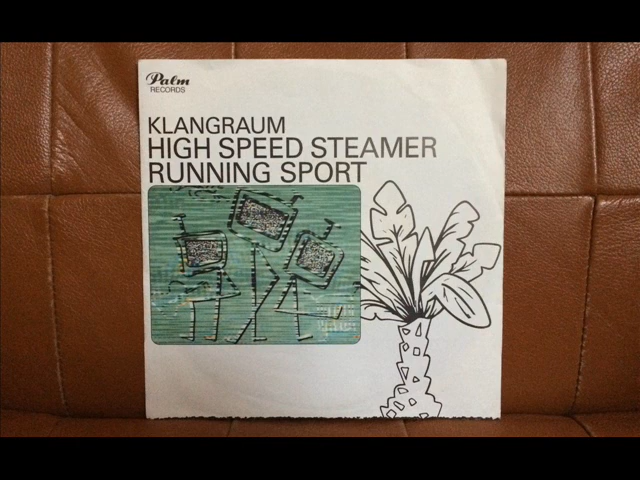 Palm
RECORDS
KLANGRAUM
HIGH SPEED STEAMER
RUNNING SPORT